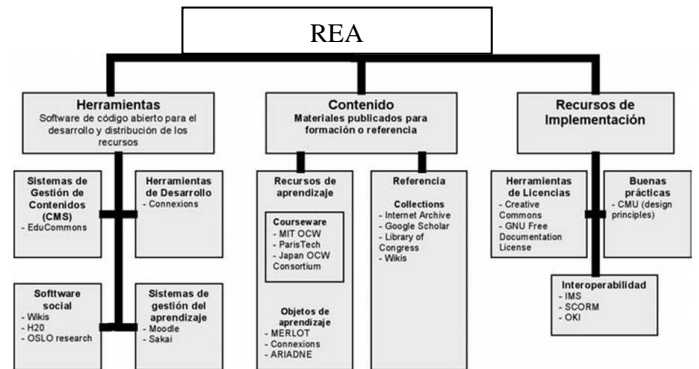 REA
Herramientas
Software de código abierto para el
desarrollo y distribución de los
recursos
Contenido
Materiales publicados para
formación o referencia
Recursos de
Implementación
Sistemas de
Gestión de
Contenidos
(CMS)
- EduCommons
Herramientas
de Desarrollo
- Connexions
Softtware
social
- Wikis
- H20
- OSLO research
Sistemas de
gestión del
aprendizaje
- Moodle
- Sakai
Recursos de
aprendizaje
Courseware
- MIT OCW
- ParisTech
- Japan OCW
Consortium
Objetos de
aprendizaje
- MERLOT
- Connexions
- ARIADNE
Referencia
Collections
- Internet Archive
- Google Scholar
- Library of
Congress
- Wikis
Herramientas
de Licencias
- Creative
Commons
- GNU Free
Documentation
License
Buenas
prácticas
- CMU (design
principles)
Interoperabilidad
- IMS
- SCORM
- OKI